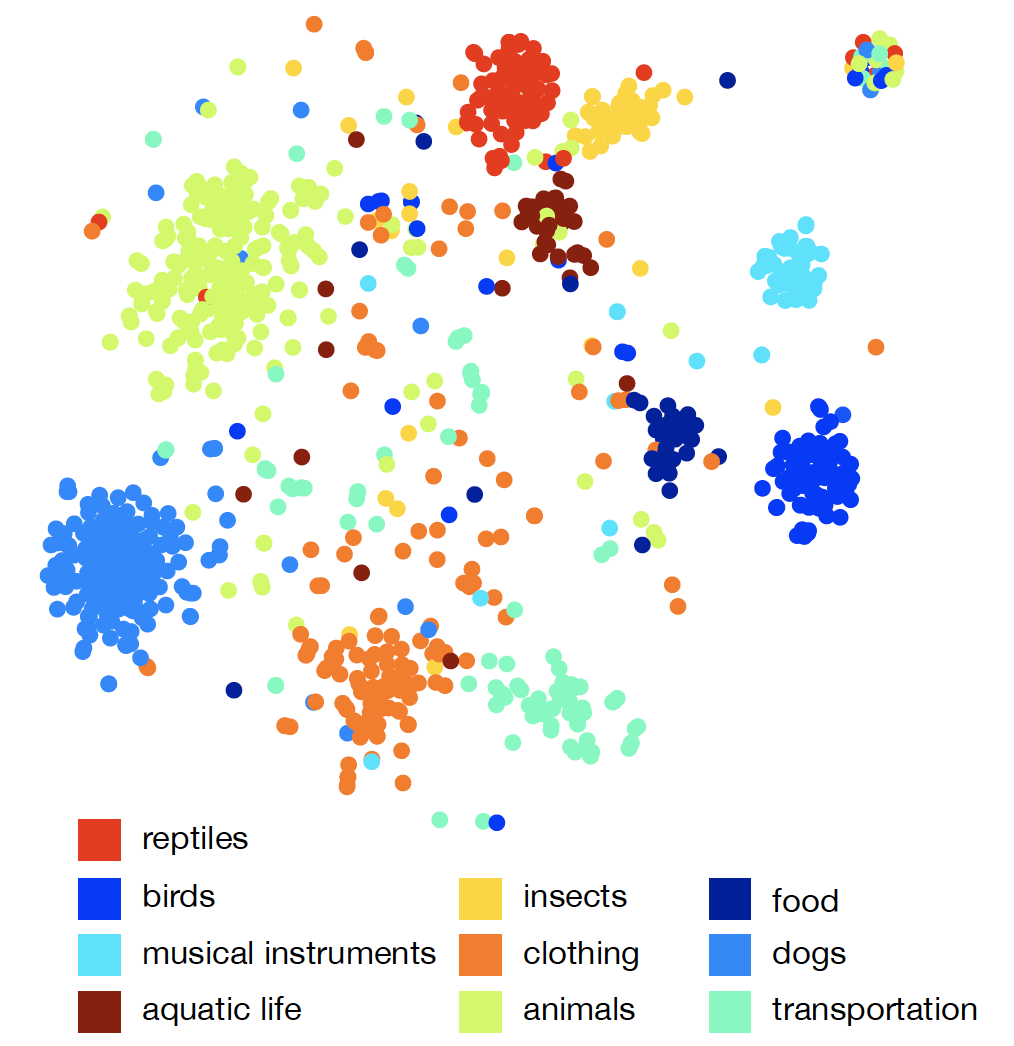 reptiles
birds
musical instruments
aquatic life
insects
clothing
animals
food
dogs
transportation